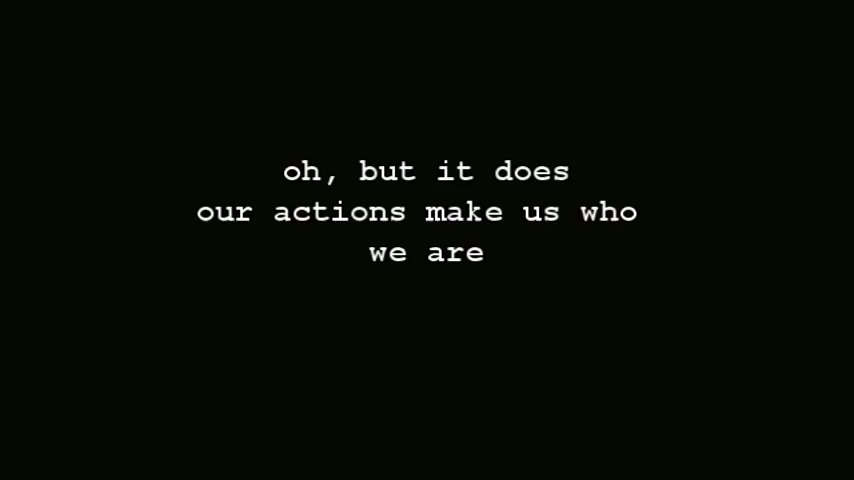 oh, but it does
our actions make us who
we are